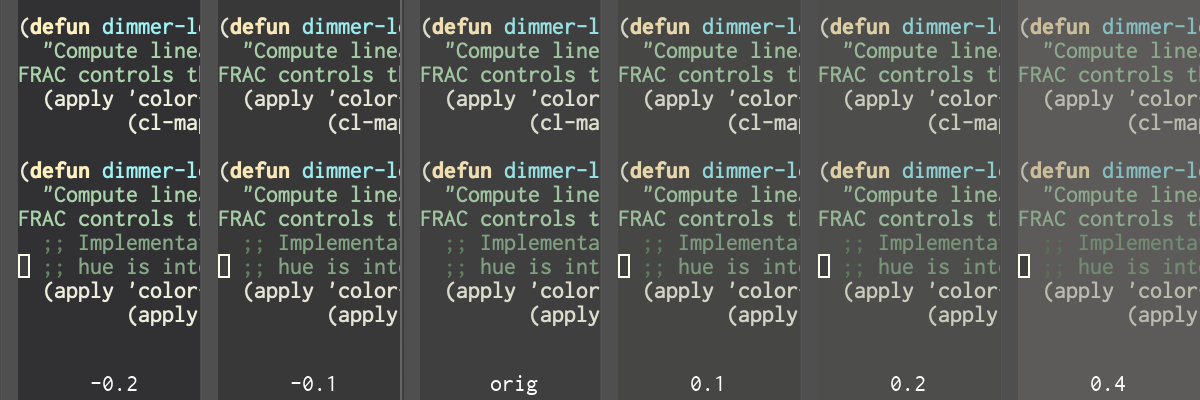 (defun dimmer-l
"Compute line
FRAC controls t
(apply 'color-
(cl-ma
(defun dimmer-l
"Compute line
FRAC controls t
;; Implementa
;; hue is int
(apply 'color-
(apply
-0.2
(defun dimmer-l
"Compute line
FRAC controls t
(apply 'color-
(cl-ma
(defun dimmer-l
"Compute line
FRAC controls t
;; Implementa
;; hue is int
(apply 'color-
(apply
-0.1
(defun dimmer-l
"Compute line
FRAC controls t
(apply 'color
(cl-ma
(defun dimmer-l
"Compute line
FRAC controls t
;; Implementa
;; hue is int
(apply 'color
(apply
orig
(defun dimmer-l
"Compute line
FRAC controls t
(apply 'color-
(cl-ma
(defun dimmer-l
"Compute line
FRAC controls t
;; Implementa
;; hue is int
(apply 'color-
(apply
0.1
(defun dimmer-l
"Compute line
FRAC controls t
(apply 'color-
(cl-ma
(defun dimmer-l
"Compute line
FRAC controls t
;; Implementa
;; hue is int
(apply 'color-
(apply
0.2
(defun dimmer-l
"Compute line
FRAC controls t
(apply 'color-
(cl-ma
(defun dimmer-l
"Compute line
FRAC controls t
;; Implementa
;; hue is int
(apply 'color-
(apply
0.4